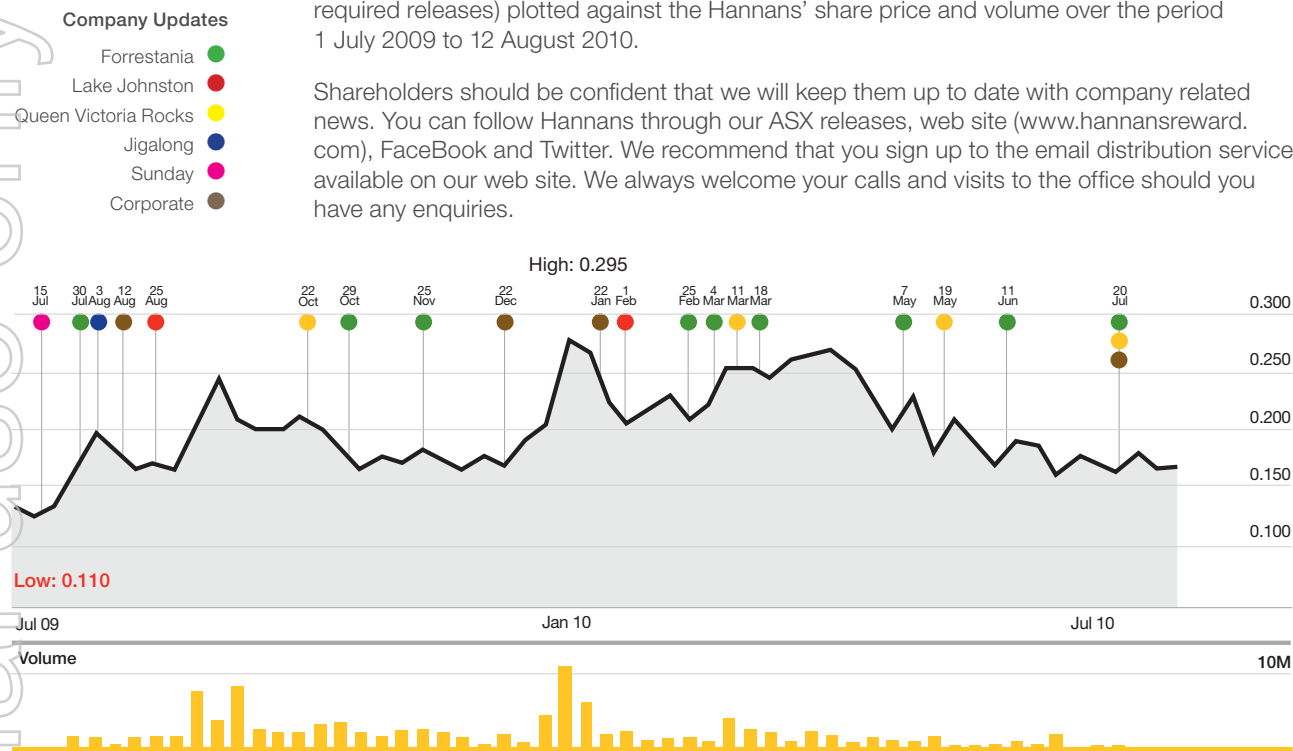 Company Updates
Forrestania
Lake Johnston
Queen Victoria Rocks
Jigalong
Sunday
Corporate
required releases) plotted against the Hannans’ share price and volume over the period
1 July 2009 to 12 August 2010.
Shareholders should be confident that we will keep them up to date with company related
news. You can follow Hannans through our ASX releases, web site (www.hannansreward.
com), FaceBook and Twitter. We recommend that you sign up to the email distribution service
available on our web site. We always welcome your calls and visits to the office should you
have any enquiries.
High: 0.295
15 30 3 12 25 22 29 25 22 22 1 25 4 11 18 7 19 11 20
Jul Jul Aug Aug Aug Oct Oct Nov Dec Jan Feb Feb Mar Mar Mar May May Jun Jul
0.300
0.250
0.200
0.150
0.100
Low: 0.110
Jul 09 Jan 10 Jul 10
Volume 10M